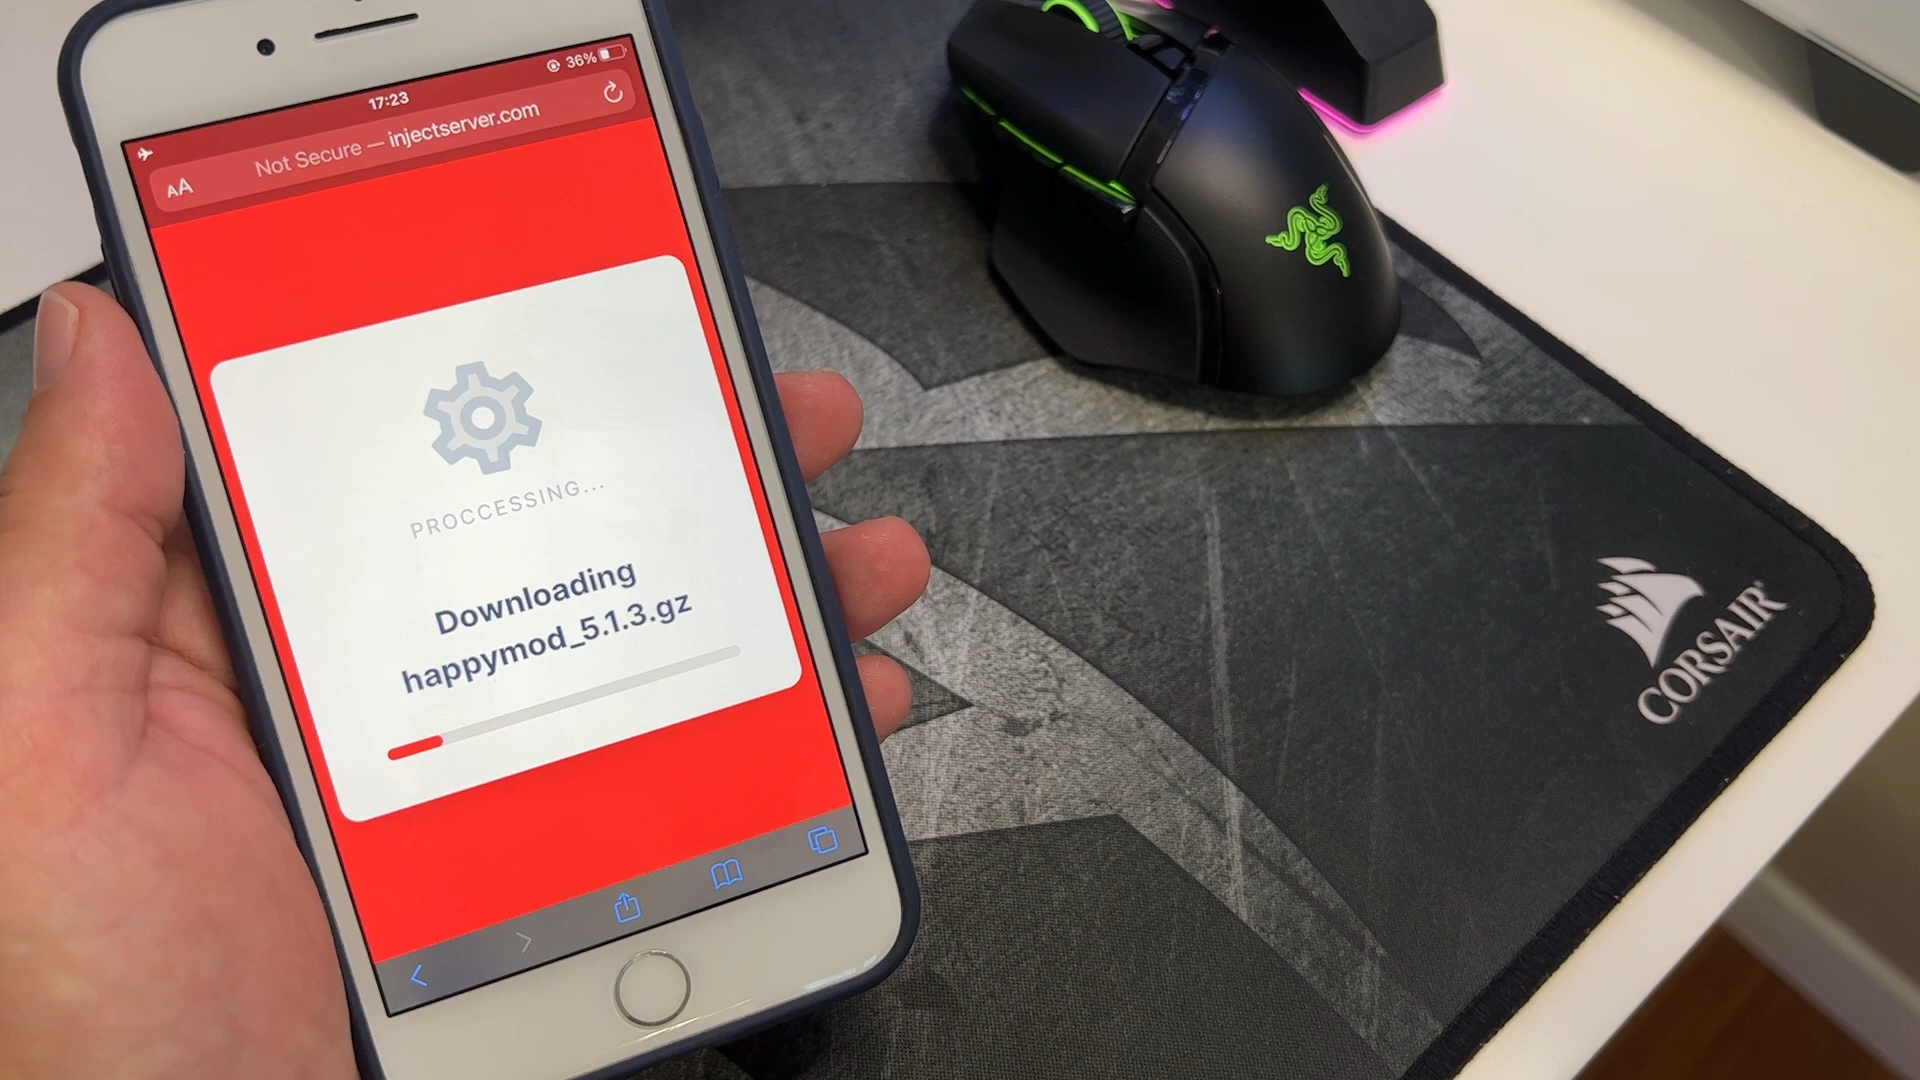 17:23
36%
AA
Not Secure — injectserver.com
PROCCESSING...
Downloading
happymod_5.1.3.gz
CORSAIR